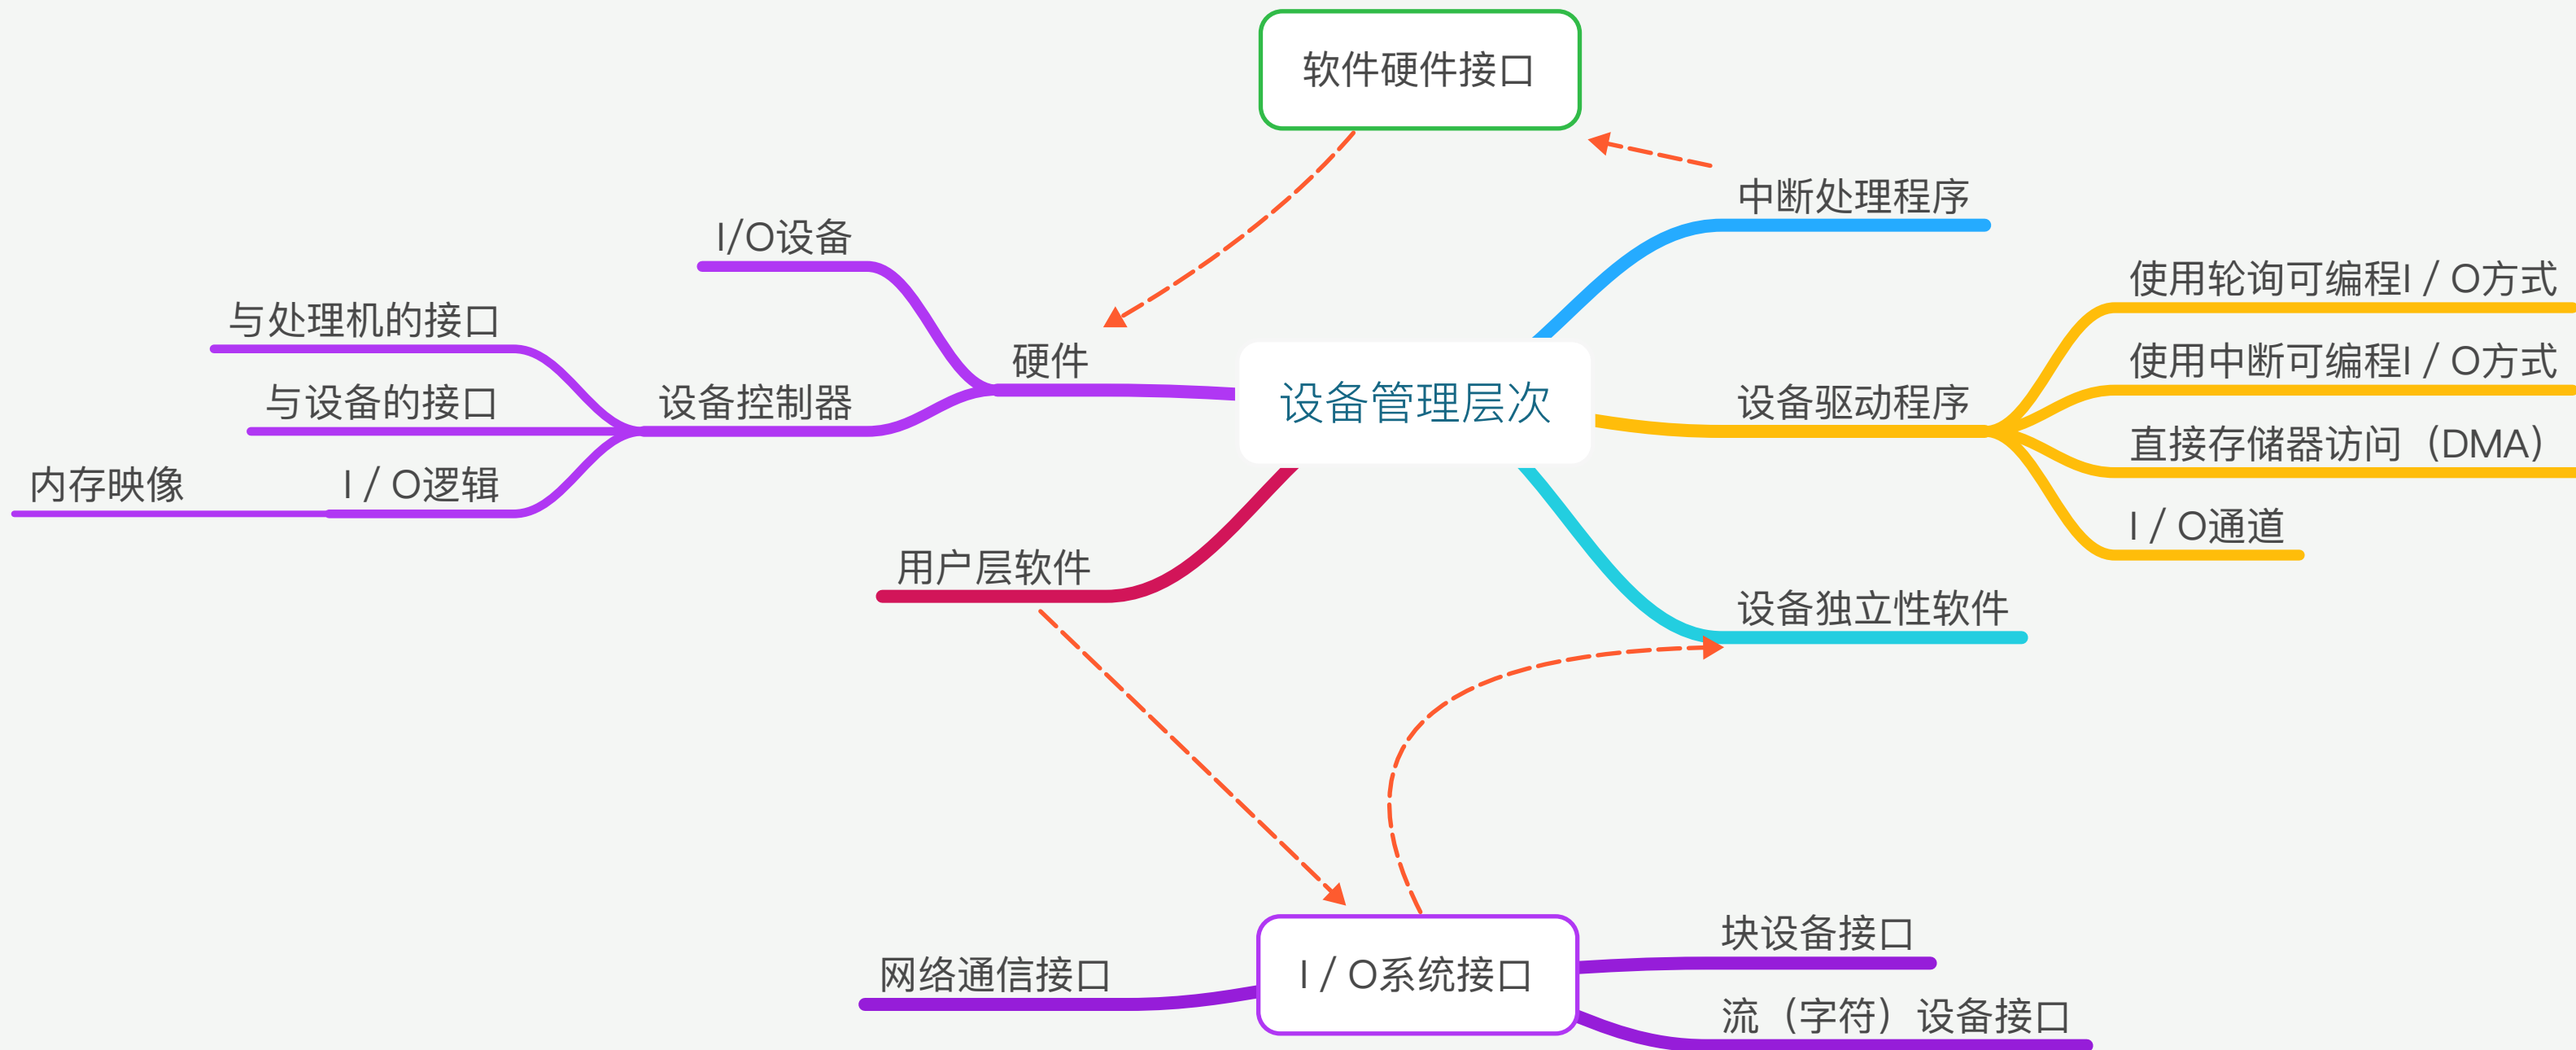 软件硬件接口
中断处理程序
I/O设备
使用轮询可编程I / O方式
与处理机的接口
硬件
使用中断可编程I / O方式
与设备的接口
设备控制器
设备管理层次
设备驱动程序
直接存储器访问（DMA）
内存映像
I / O逻辑
I / O通道
用户层软件
设备独立性软件
块设备接口
网络通信接口
I / O系统接口
流（字符）设备接口